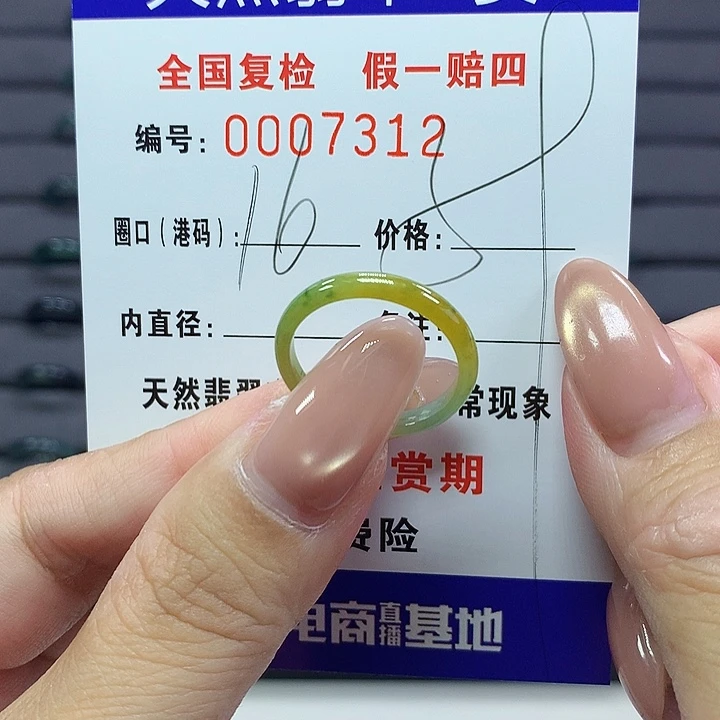 全国复检 假一赔四
编号: 0007312
圈口(港码): 16 价格:
内直径:
天然翡 常现象
赏期
险
电商直播基地